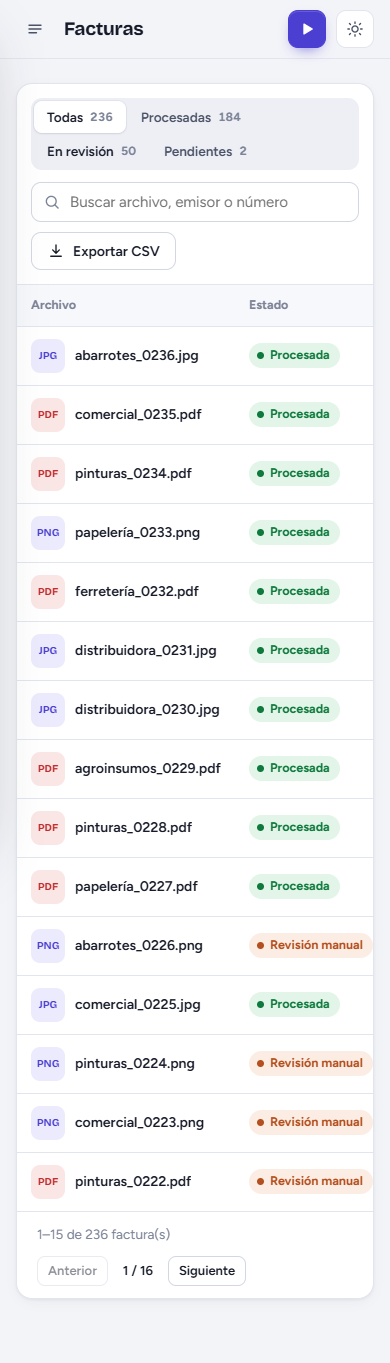 Facturas
Todas 236 Procesadas 184
En revisión 50 Pendientes 2
Buscar archivo, emisor o número
Exportar CSV
Archivo Estado
JPG abarrotes_0236.jpg Procesada
PDF comercial_0235.pdf Procesada
PDF pinturas_0234.pdf Procesada
PNG papelería_0233.png Procesada
PDF ferretería_0232.pdf Procesada
JPG distribuidora_0231.jpg Procesada
JPG distribuidora_0230.jpg Procesada
PDF agroinsumos_0229.pdf Procesada
PDF pinturas_0228.pdf Procesada
PDF papelería_0227.pdf Procesada
PNG abarrotes_0226.png Revisión manual
JPG comercial_0225.jpg Procesada
PNG pinturas_0224.png Revisión manual
PNG comercial_0223.png Revisión manual
PDF pinturas_0222.pdf Revisión manual
1–15 de 236 factura(s)
Anterior 1 / 16 Siguiente